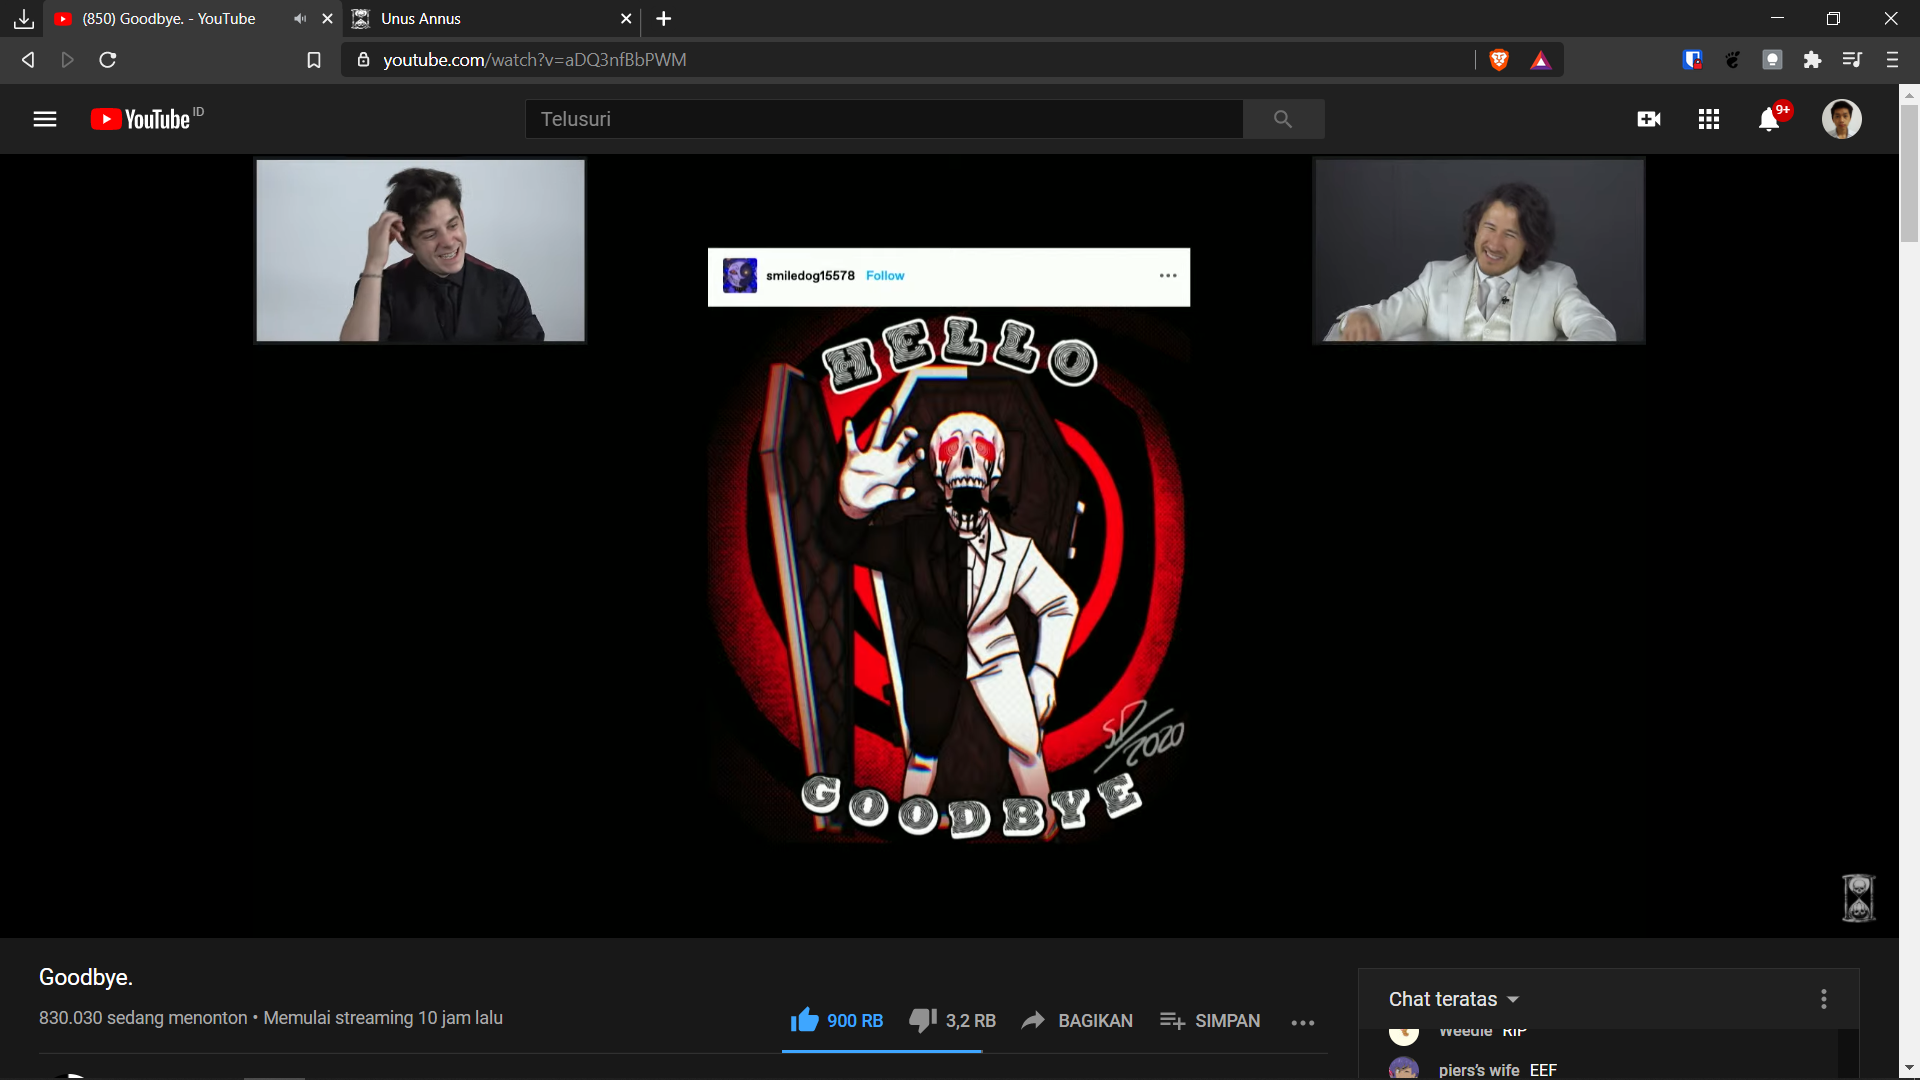 (850) Goodbye. - YouTube
Unus Annus
youtube.com/watch?v=aDQ3nfBbPWM
YouTube ID
Telusuri
9+
smiledog15578 Follow
HELLO
SD/2020
GOODBYE
Goodbye.
830.030 sedang menonton • Memulai streaming 10 jam lalu
900 RB
3,2 RB
BAGIKAN
SIMPAN
Chat teratas
Weedle RIP
piers's wife EEF